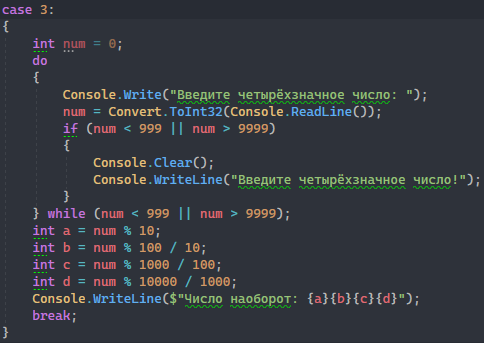 case 3:
{
int num = 0;
do
{
Console.Write("Введите четырёхзначное число: ");
num = Convert.ToInt32(Console.ReadLine());
if (num < 999 || num > 9999)
{
Console.Clear();
Console.WriteLine("Введите четырёхзначное число!");
}
} while (num < 999 || num > 9999);
int a = num % 10;
int b = num % 100 / 10;
int c = num % 1000 / 100;
int d = num % 10000 / 1000;
Console.WriteLine($"Число наоборот: {a}{b}{c}{d}");
break;
}